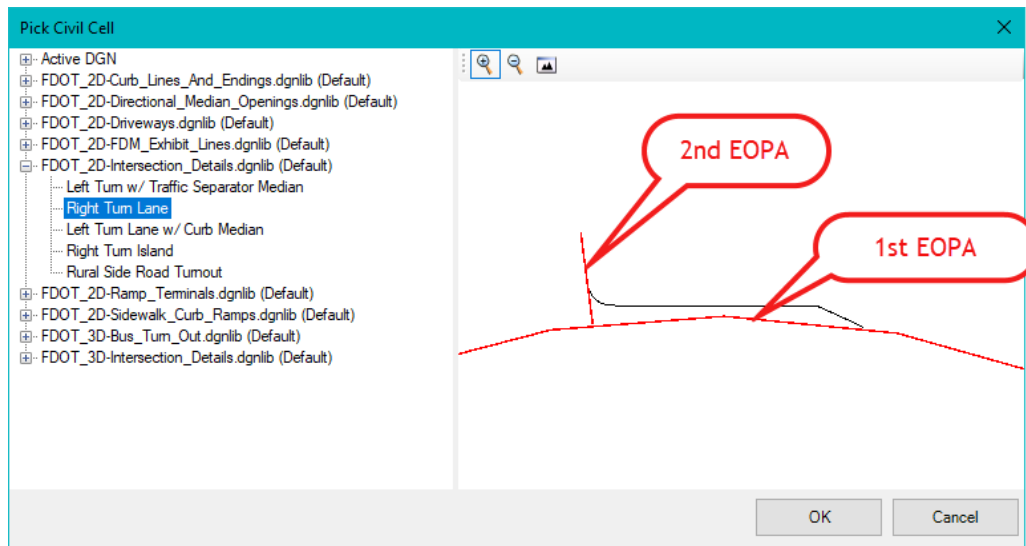 Pick Civil Cell
Active DGN
FDOT_2D-Curb_Lines_And_Endings.dgnlib (Default)
FDOT_2D-Directional_Median_Openings.dgnlib (Default)
FDOT_2D-Driveways.dgnlib (Default)
FDOT_2D-FDM_Exhibit_Lines.dgnlib (Default)
FDOT_2D-Intersection_Details.dgnlib (Default)
Left Turn w/ Traffic Separator Median
Right Turn Lane
Left Turn Lane w/ Curb Median
Right Turn Island
Rural Side Road Turnout
FDOT_2D-Ramp_Terminals.dgnlib (Default)
FDOT_2D-Sidewalk_Curb_Ramps.dgnlib (Default)
FDOT_3D-Bus_Turn_Out.dgnlib (Default)
FDOT_3D-Intersection_Details.dgnlib (Default)
2nd EOPA
1st EOPA
OK
Cancel